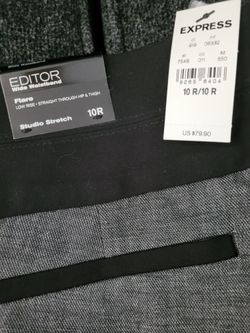 EDITOR
Wide Waistband
Flare
LOW RISE • STRAIGHT THROUGH HIP & THIGH
10R
Studio Stretch
EXPRESS
10 R/10 R
US$79.90